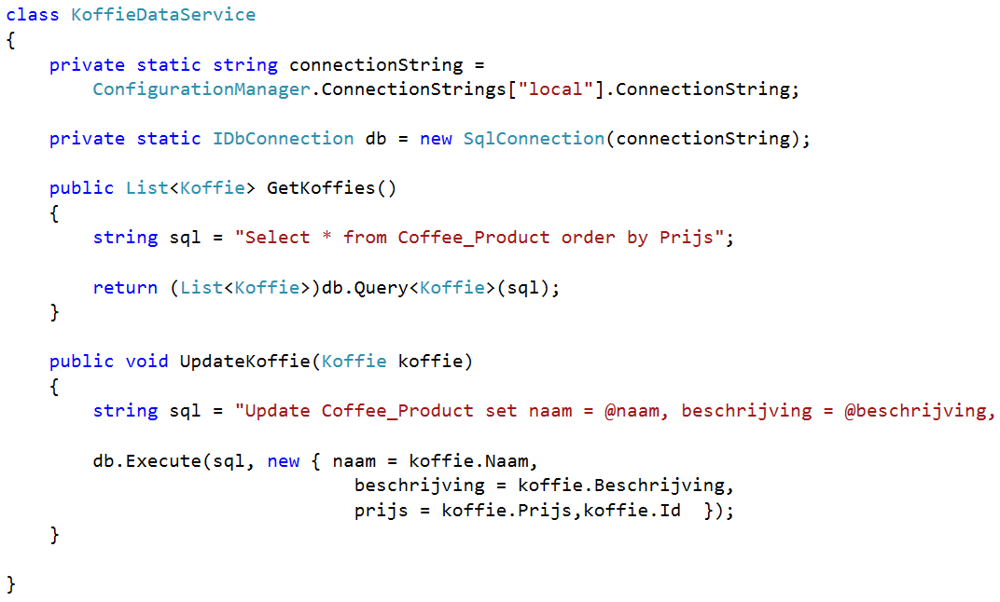 class KoffieDataService
{
    private static string connectionString =
        ConfigurationManager.ConnectionStrings["local"].ConnectionString;

    private static IDbConnection db = new SqlConnection(connectionString);

    public List<Koffie> GetKoffies()
    {
        string sql = "Select * from Coffee_Product order by Prijs";

        return (List<Koffie>)db.Query<Koffie>(sql);
    }

    public void UpdateKoffie(Koffie koffie)
    {
        string sql = "Update Coffee_Product set naam = @naam, beschrijving = @beschrijving,

        db.Execute(sql, new { naam = koffie.Naam,
                                beschrijving = koffie.Beschrijving,
                                prijs = koffie.Prijs,koffie.Id  });
    }

}